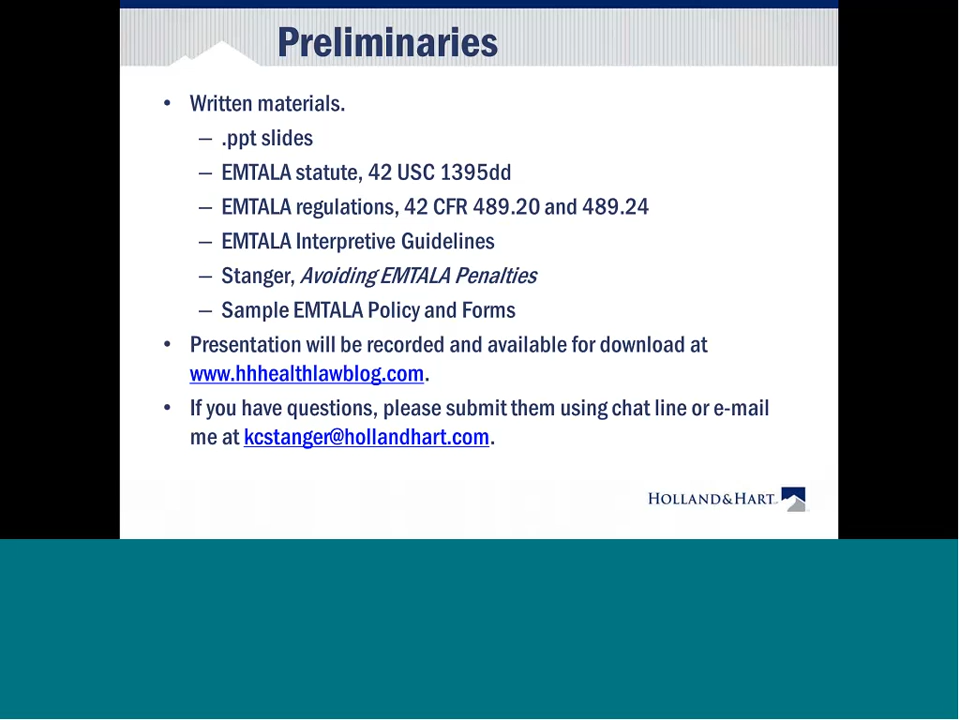 Preliminaries
• Written materials.
– .ppt slides
– EMTALA statute, 42 USC 1395dd
– EMTALA regulations, 42 CFR 489.20 and 489.24
– EMTALA Interpretive Guidelines
– Stanger, Avoiding EMTALA Penalties
– Sample EMTALA Policy and Forms
• Presentation will be recorded and available for download at
www.hhhealthlawblog.com.
• If you have questions, please submit them using chat line or e-mail
me at kcstanger@hollandhart.com.
HOLLAND&HART